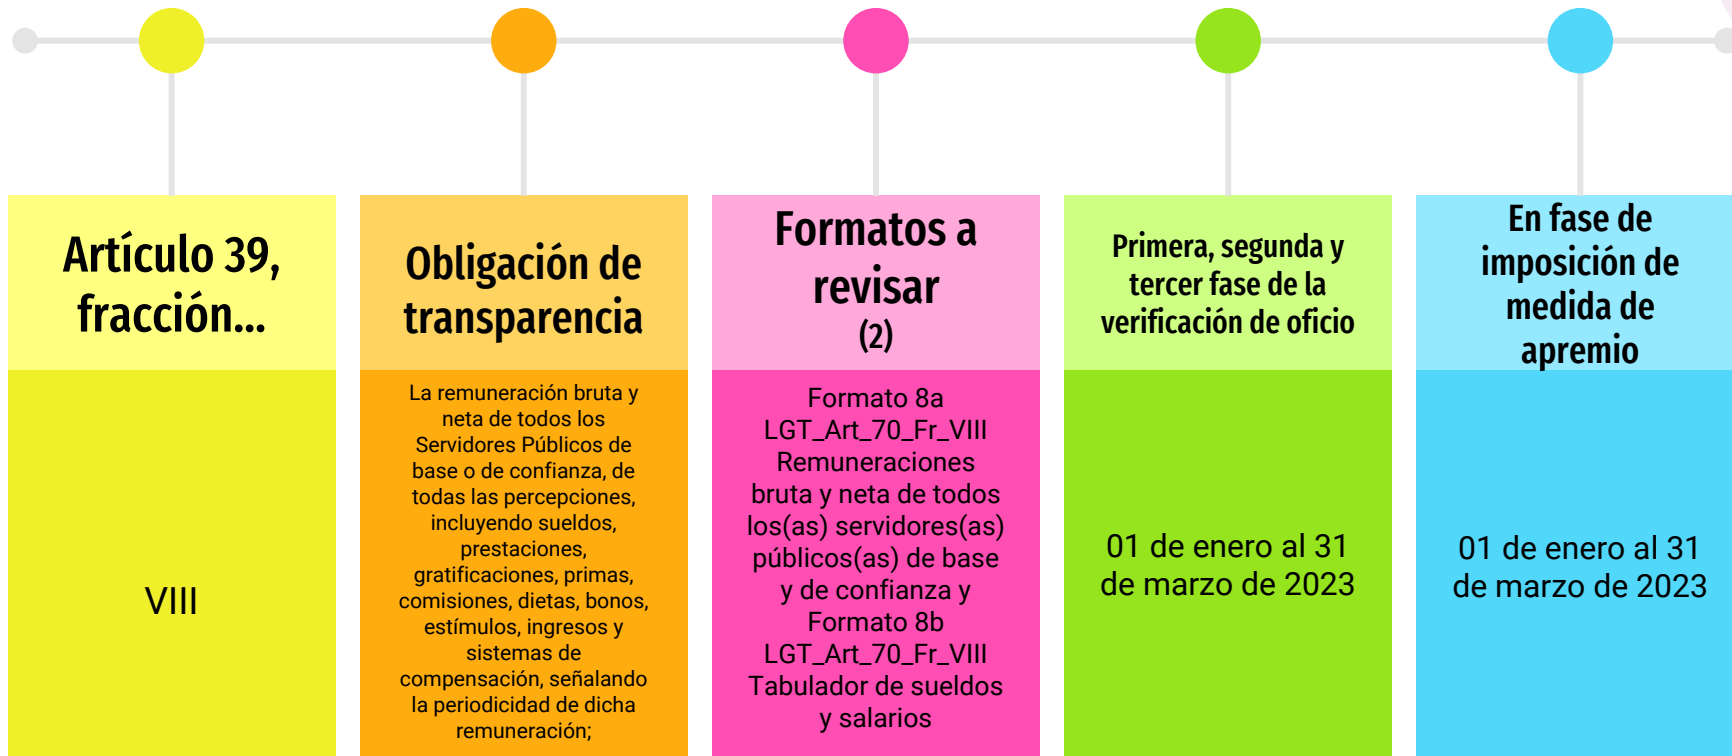 Artículo 39,
fracción...
VIII
Obligación de
transparencia
La remuneración bruta y
neta de todos los
Servidores Públicos de
base o de confianza, de
todas las percepciones,
incluyendo sueldos,
prestaciones,
gratificaciones, primas,
comisiones, dietas, bonos,
estímulos, ingresos y
sistemas de
compensación, señalando
la periodicidad de dicha
remuneración;
Formatos a
revisar
(2)
Formato 8a
LGT_Art_70_Fr_VIII
Remuneraciones
bruta y neta de todos
los(as) servidores(as)
públicos(as) de base
y de confianza y
Formato 8b
LGT_Art_70_Fr_VIII
Tabulador de sueldos
y salarios
Primera, segunda y
tercer fase de la
verificación de oficio
01 de enero al 31
de marzo de 2023
En fase de
imposición de
medida de
apremio
01 de enero al 31
de marzo de 2023